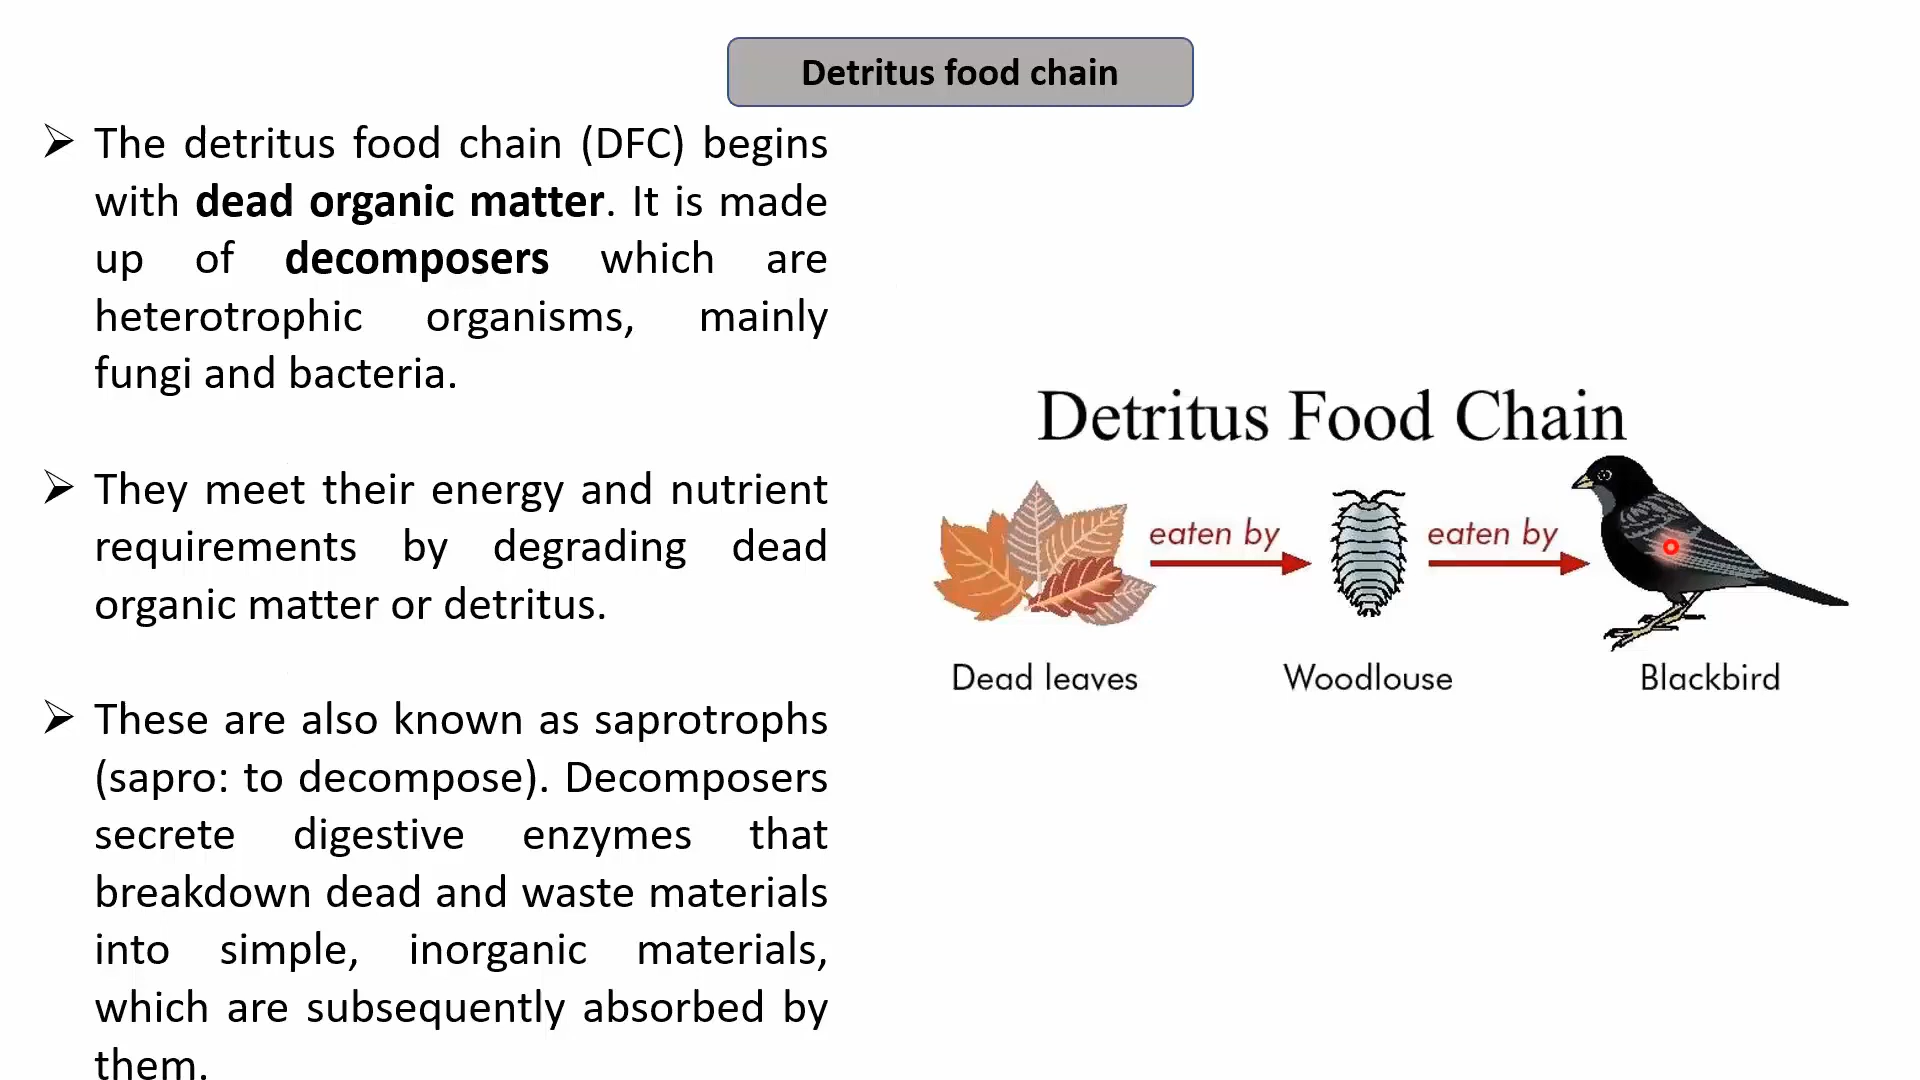 Detritus food chain
The detritus food chain (DFC) begins
with dead organic matter. It is made
up of decomposers which are
heterotrophic organisms, mainly
fungi and bacteria.
They meet their energy and nutrient
requirements by degrading dead
organic matter or detritus.
These are also known as saprotrophs
(sapro: to decompose). Decomposers
secrete digestive enzymes that
breakdown dead and waste materials
into simple, inorganic materials,
which are subsequently absorbed by
them.
Detritus Food Chain
eaten by
eaten by
Dead leaves
Woodlouse
Blackbird